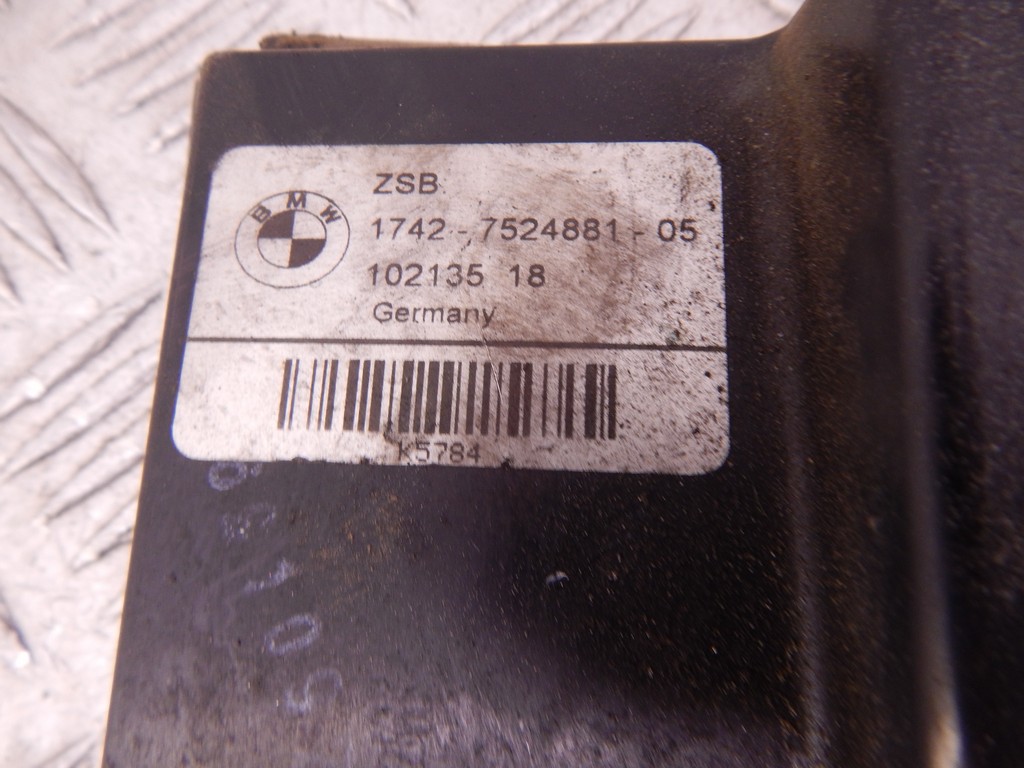 BMW
ZSB
1742 - 7524881 - 05
102135 18
Germany
K5784